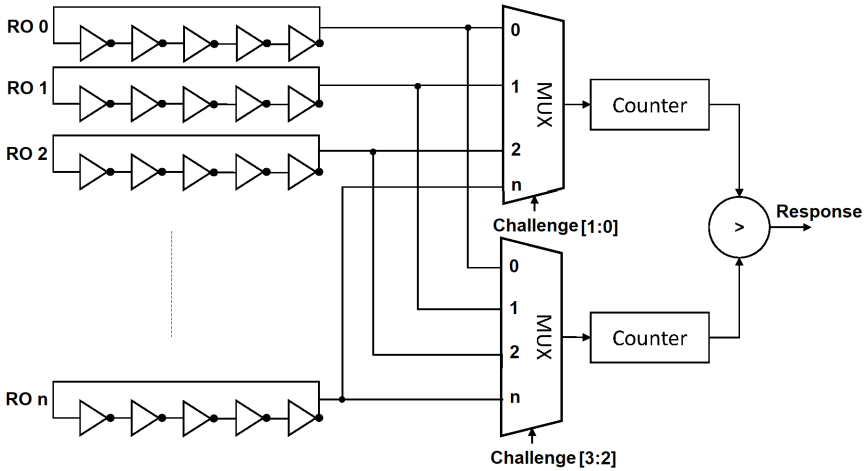 RO 0
0
RO 1
1
MUX
Counter
RO 2
2
n
Challenge[1:0]
Response
>
0
1
MUX
Counter
2
RO n
n
Challenge[3:2]